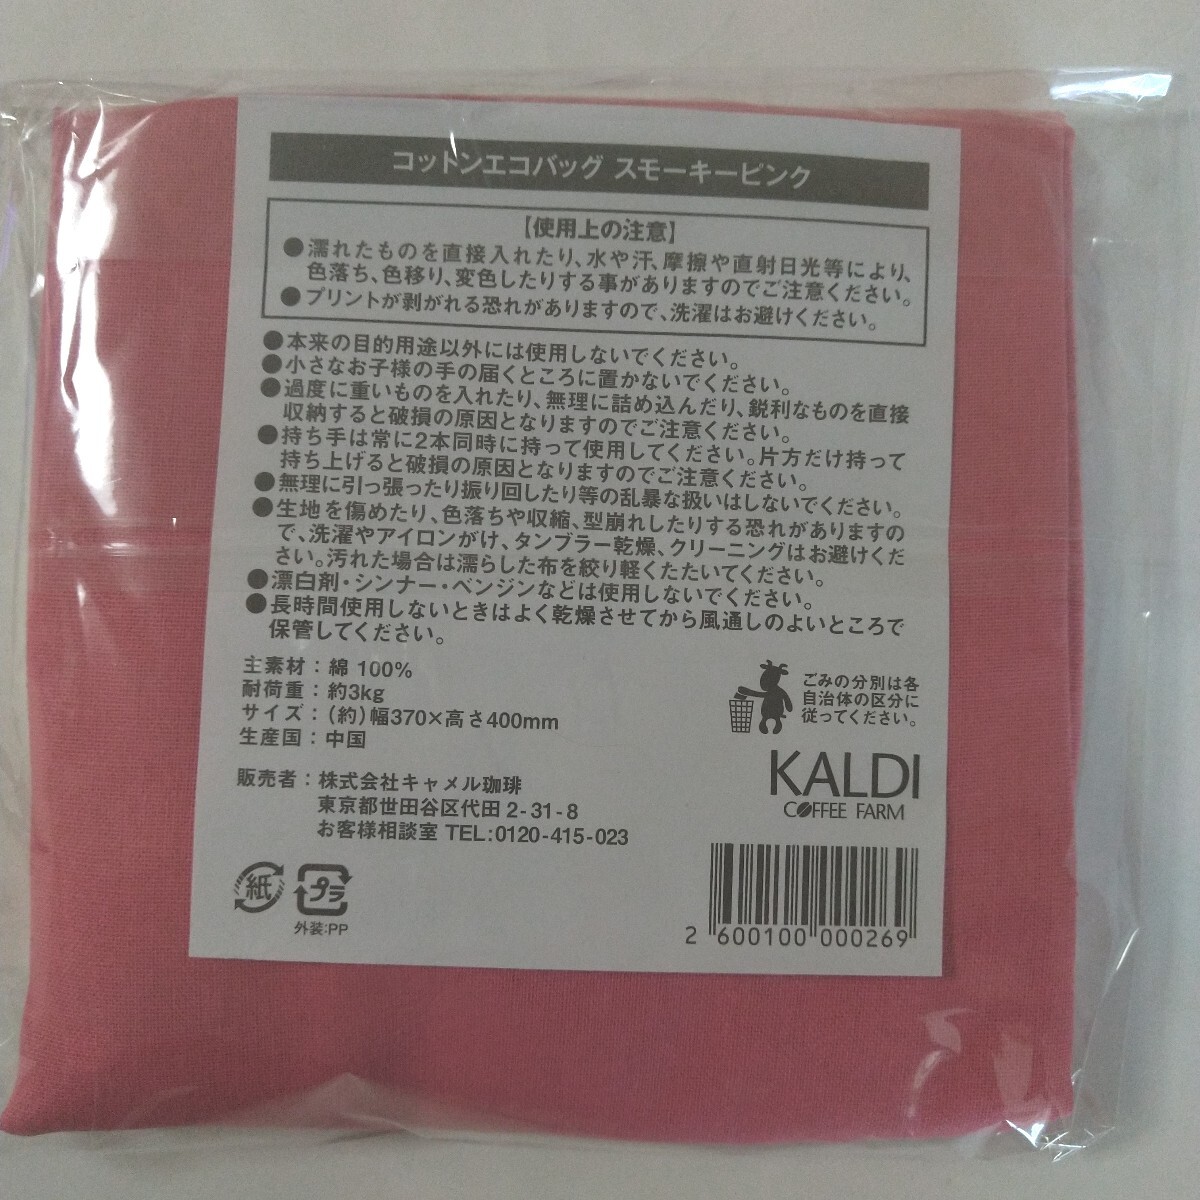 コットンエコバッグ スモーキーピンク
【使用上の注意】
●濡れたものを直接入れたり、水や汗、摩擦や直射日光等により、
色落ち、色移り、変色したりする事がありますのでご注意ください。
●プリントが剥がれる恐れがありますので、洗濯はお避けください。
●本来の目的用途以外には使用しないでください。
●小さなお子様の手の届くところに置かないでください。
●過度に重いものを入れたり、無理に詰め込んだり、鋭利なものを直接
収納すると破損の原因となりますのでご注意ください。
●持ち手は常に2本同時に持って使用してください。片方だけ持って
持ち上げると破損の原因となりますのでご注意ください。
●無理に引っ張ったり振り回したり等の乱暴な扱いはしないでください。
●生地を傷めたり、色落ちや収縮、型崩れしたりする恐れがありますの
で、洗濯やアイロンがけ、タンブラー乾燥、クリーニングはお避けくだ
さい。汚れた場合は濡らした布を絞り軽くたたいてください。
●漂白剤・シンナー・ベンジンなどは使用しないでください。
●長時間使用しないときはよく乾燥させてから風通しのよいところで
保管してください。
主素材：綿 100%
耐荷重：約3kg
サイズ：(約)幅370×高さ400mm
生産国：中国
ごみの分別は各
自治体の区分に
従ってください。
KALDI
COFFEE FARM
販売者：株式会社キャメル珈琲
東京都世田谷区代田 2-31-8
お客様相談室 TEL:0120-415-023
紙
プラ
外装:PP
2 600100 000269